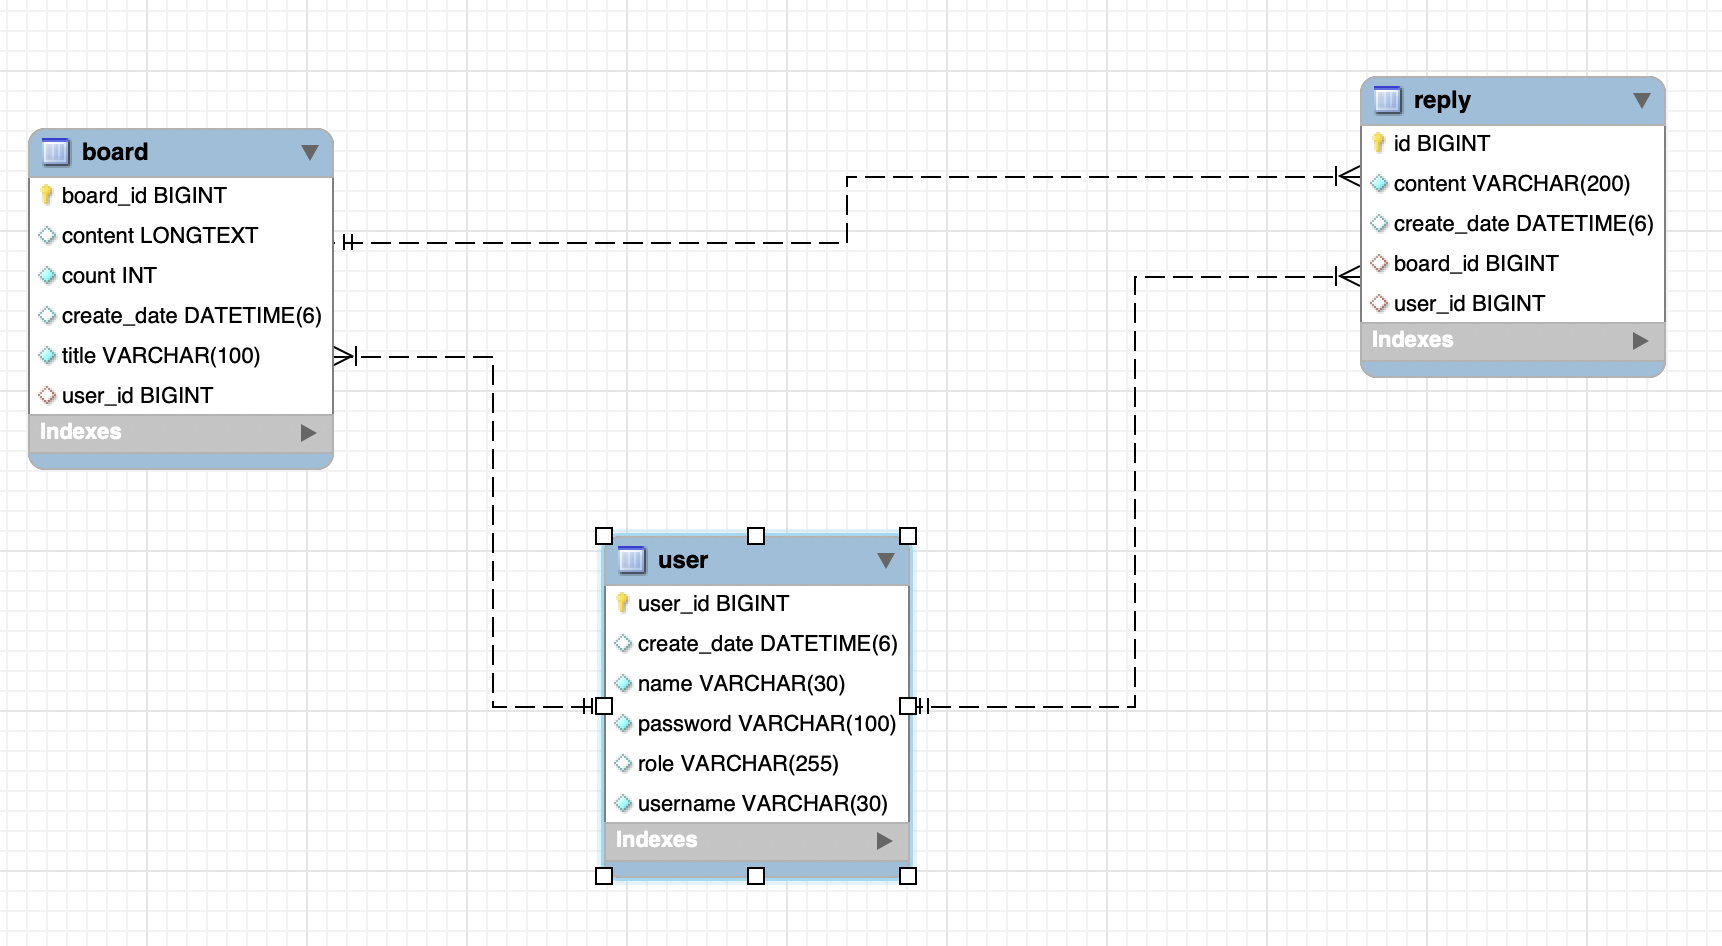 board
board_id BIGINT
content LONGTEXT
count INT
create_date DATETIME(6)
title VARCHAR(100)
user_id BIGINT
Indexes
reply
id BIGINT
content VARCHAR(200)
create_date DATETIME(6)
board_id BIGINT
user_id BIGINT
Indexes
user
user_id BIGINT
create_date DATETIME(6)
name VARCHAR(30)
password VARCHAR(100)
role VARCHAR(255)
username VARCHAR(30)
Indexes